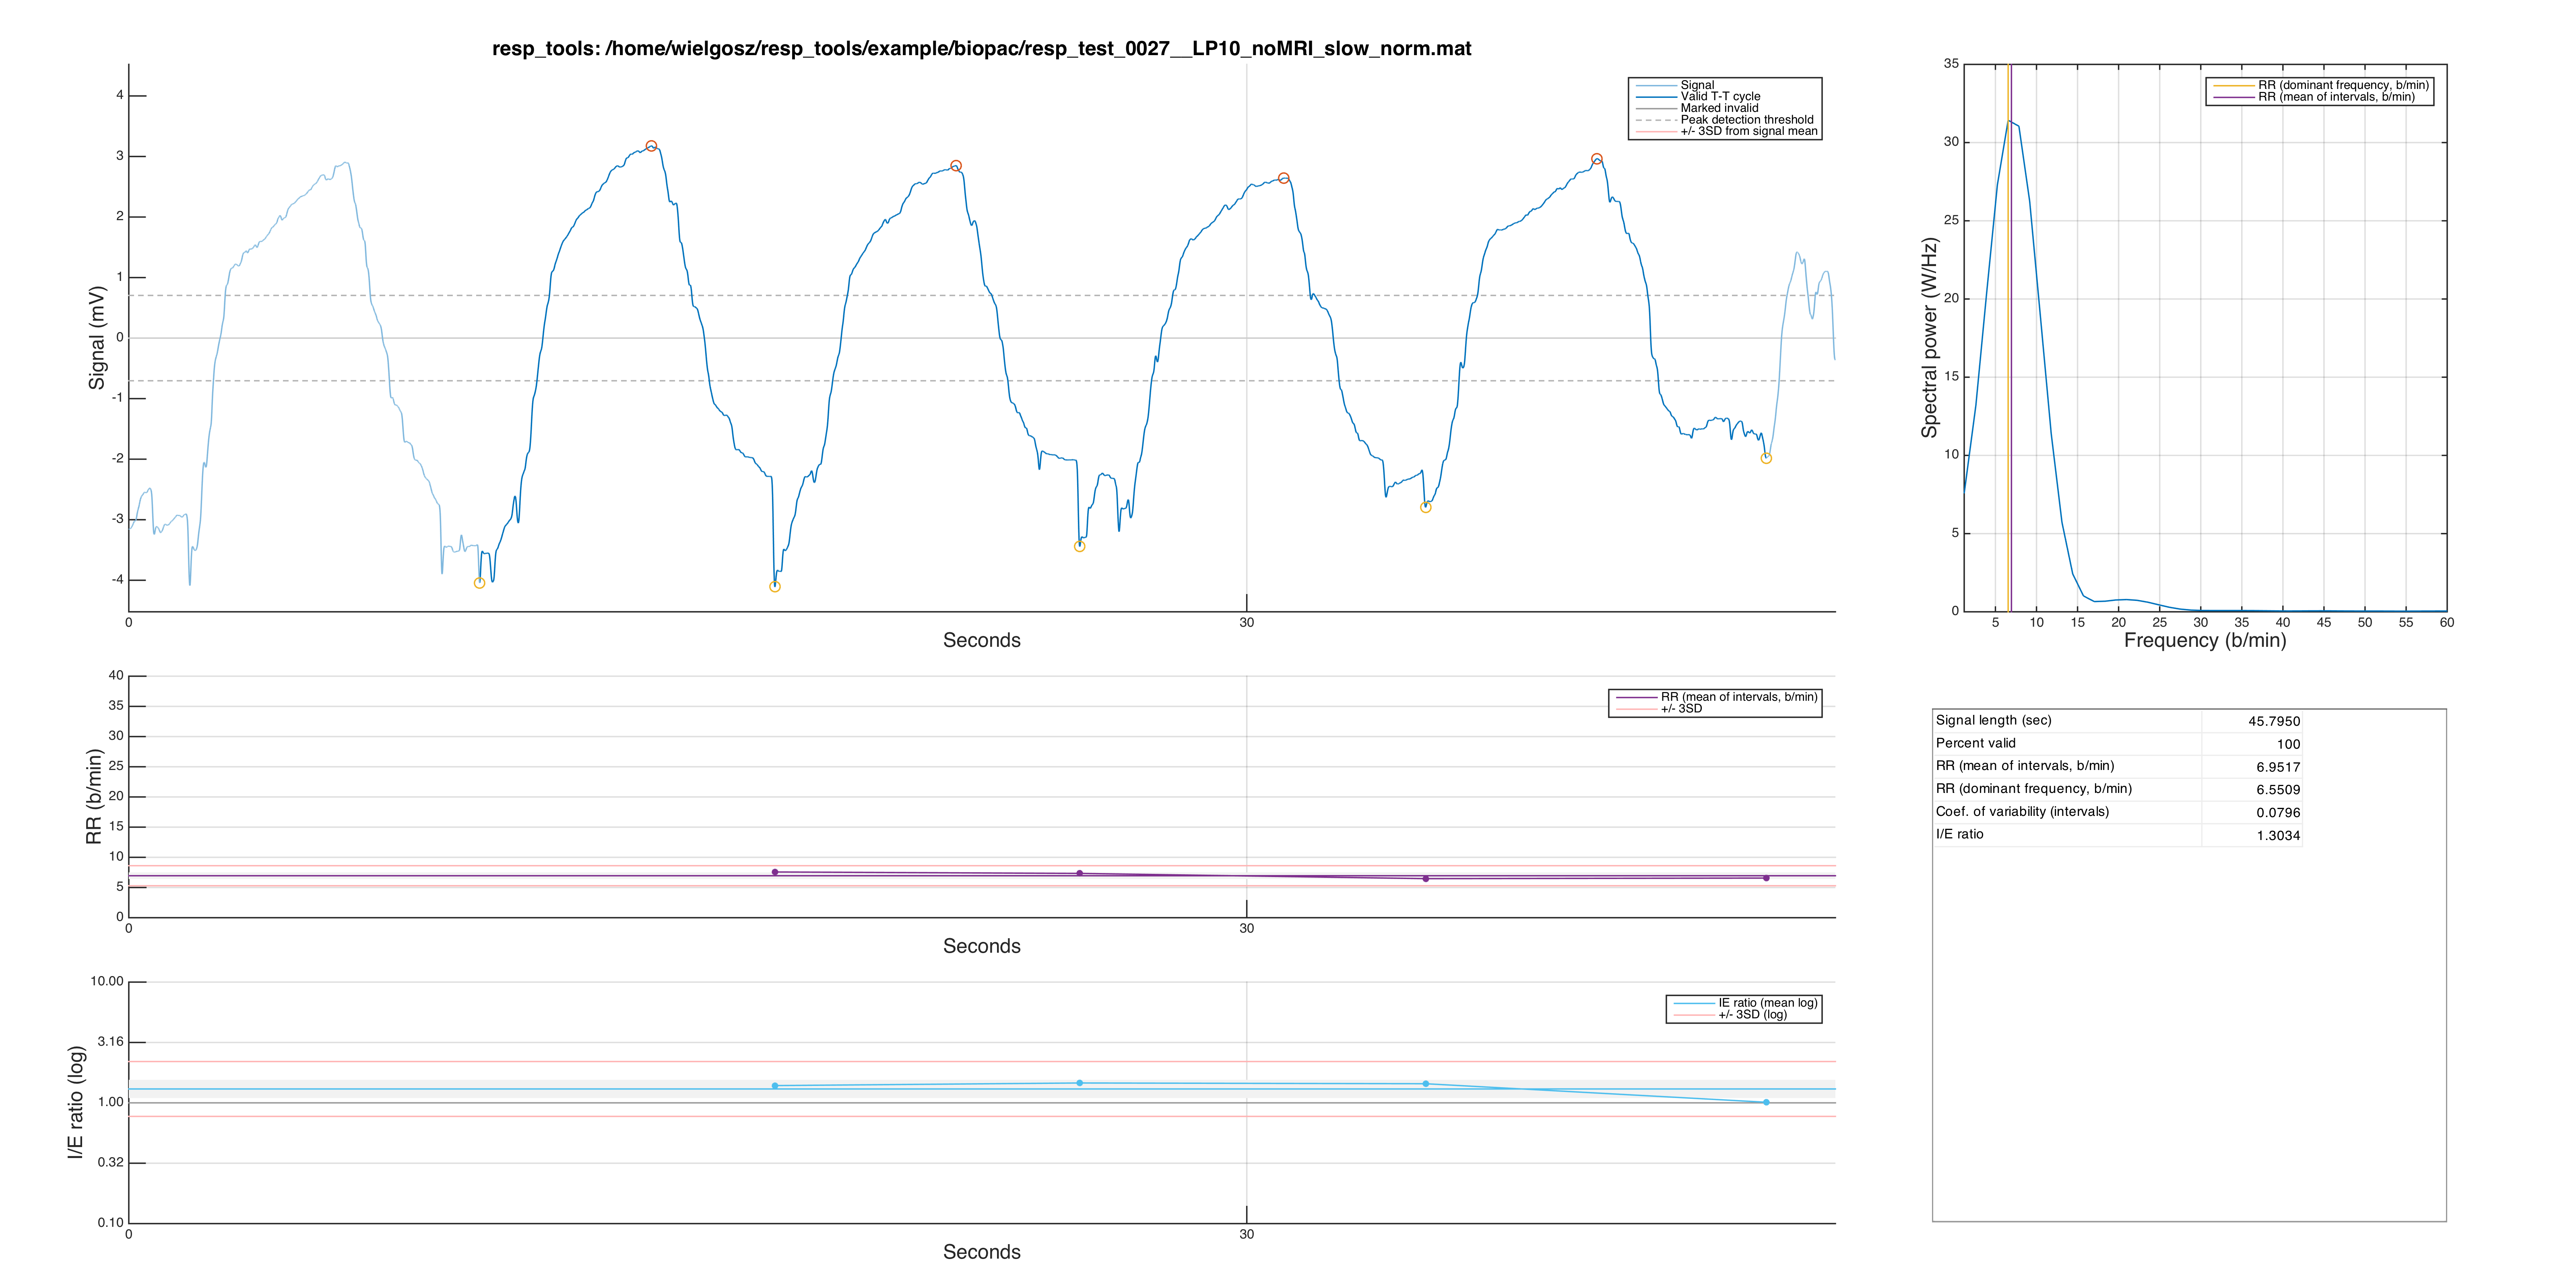 resp_tools: /home/wielgosz/resp_tools/example/biopac/resp_test_0027__LP10_noMRI_slow_norm.mat
Signal (mV)
4
3
2
1
0
-1
-2
-3
-4
Signal
Valid T-T cycle
Marked invalid
Peak detection threshold
+/- 3SD from signal mean
0
30
Seconds
Spectral power (W/Hz)
35
30
25
20
15
10
5
0
RR (dominant frequency, b/min)
RR (mean of intervals, b/min)
5 10 15 20 25 30 35 40 45 50 55 60
Frequency (b/min)
RR (b/min)
40
35
30
25
20
15
10
5
0
RR (mean of intervals, b/min)
+/- 3SD
0
30
Seconds
Signal length (sec) 45.7950
Percent valid 100
RR (mean of intervals, b/min) 6.9517
RR (dominant frequency, b/min) 6.5509
Coef. of variability (intervals) 0.0796
I/E ratio 1.3034
I/E ratio (log)
10.00
3.16
1.00
0.32
0.10
IE ratio (mean log)
+/- 3SD (log)
0
30
Seconds